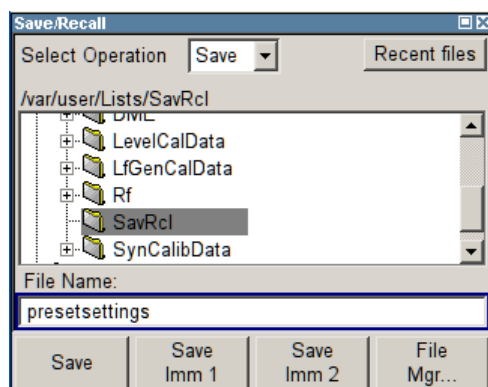 Save/Recall
Select Operation Save Recent files
/var/user/Lists/SavRcl
DME
LevelCalData
LfGenCalData
Rf
SavRcl
SynCalibData
File Name:
presetsettings
Save Save Imm 1 Save Imm 2 File Mgr...